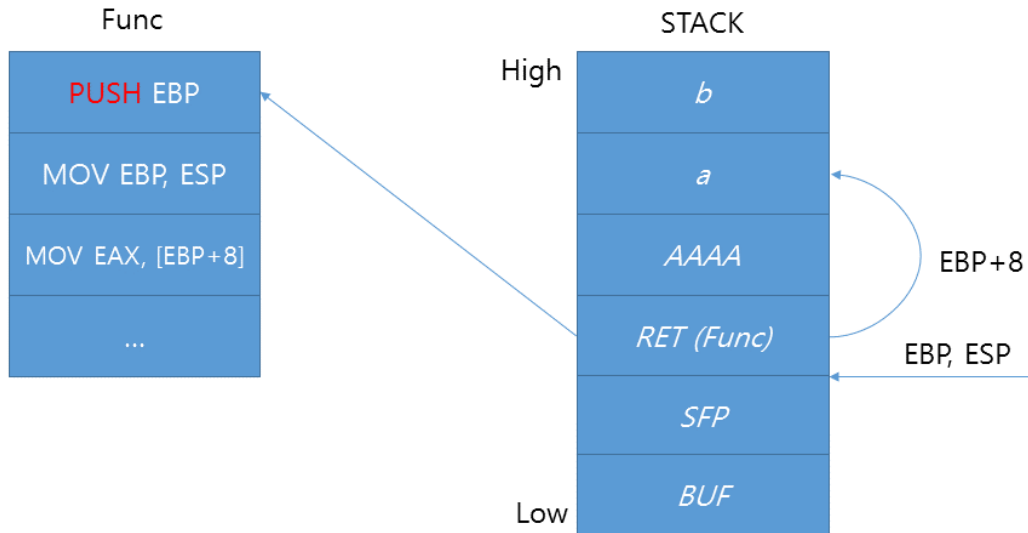 Func
PUSH EBP
MOV EBP, ESP
MOV EAX, [EBP+8]
...
STACK
High
b
a
AAAA
RET (Func)
SFP
BUF
Low
EBP+8
EBP, ESP